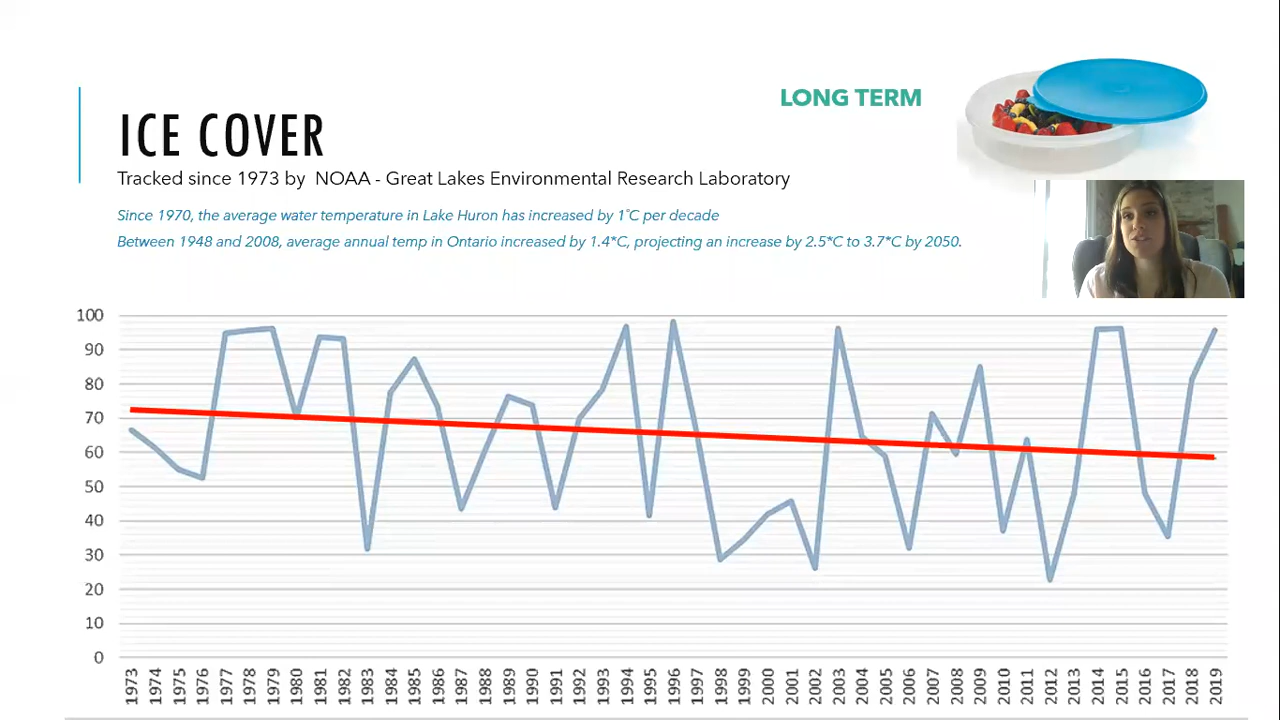 LONG TERM
ICE COVER
Tracked since 1973 by NOAA - Great Lakes Environmental Research Laboratory
Since 1970, the average water temperature in Lake Huron has increased by 1˚C per decade
Between 1948 and 2008, average annual temp in Ontario increased by 1.4*C, projecting an increase by 2.5*C to 3.7*C by 2050.
100
90
80
70
60
50
40
30
20
10
0
1973 1974 1975 1976 1977 1978 1979 1980 1981 1982 1983 1984 1985 1986 1987 1988 1989 1990 1991 1992 1993 1994 1995 1996 1997 1998 1999 2000 2001 2002 2003 2004 2005 2006 2007 2008 2009 2010 2011 2012 2013 2014 2015 2016 2017 2018 2019